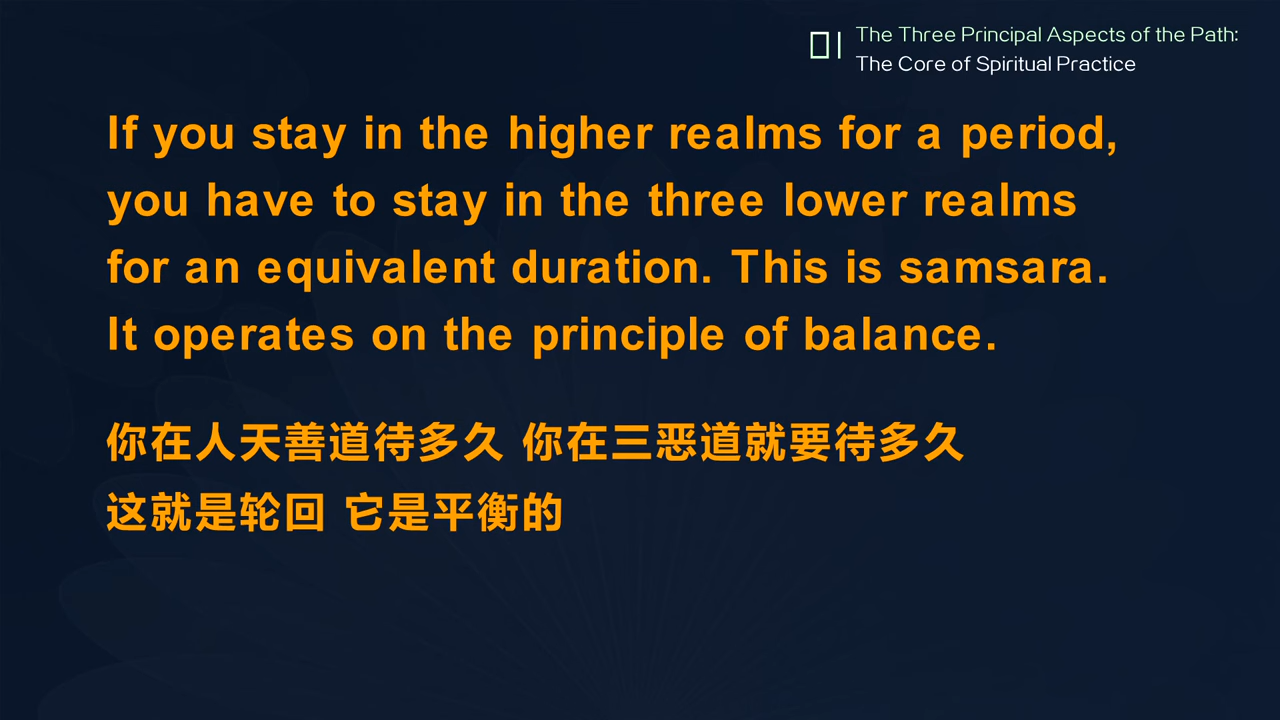 The Three Principal Aspects of the Path:
The Core of Spiritual Practice
If you stay in the higher realms for a period,
you have to stay in the three lower realms
for an equivalent duration. This is samsara.
It operates on the principle of balance.
你在人天善道待多久 你在三恶道就要待多久
这就是轮回 它是平衡的